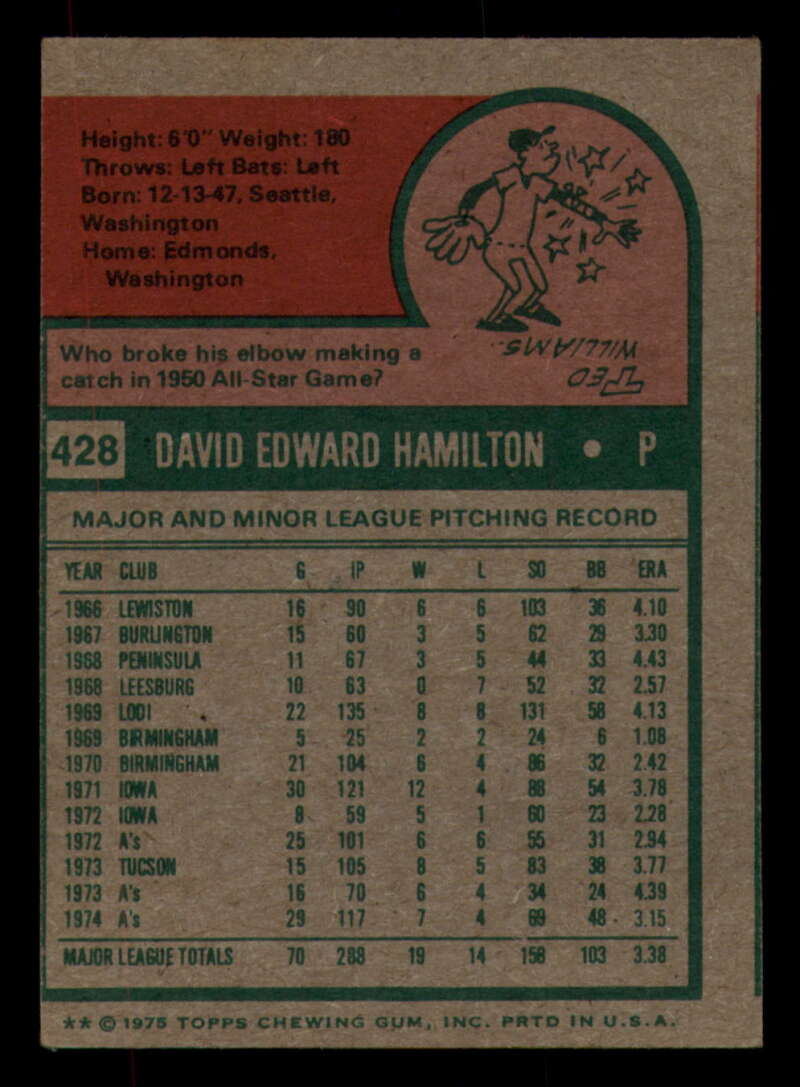 Height: 6'0" Weight: 180
Throws: Left Bats: Left
Born: 12-13-47, Seattle,
Washington
Home: Edmonds,
Washington
Who broke his elbow making a
catch in 1950 All-Star Game?
TED
WILLIAMS..
428 DAVID EDWARD HAMILTON • P
MAJOR AND MINOR LEAGUE PITCHING RECORD
YEAR CLUB G IP W L SO BB ERA
1966 LEWISTON 16 90 6 6 103 36 4.10
1967 BURLINGTON 15 60 3 5 62 29 3.30
1968 PENINSULA 11 67 3 5 44 33 4.43
1968 LEESBURG 10 63 0 7 52 32 2.57
1969 LODI 22 135 8 8 131 58 4.13
1969 BIRMINGHAM 5 25 2 2 24 6 1.08
1970 BIRMINGHAM 21 104 6 4 86 32 2.42
1971 IOWA 30 121 12 4 88 54 3.78
1972 IOWA 8 59 5 1 60 23 2.28
1972 A's 25 101 6 6 55 31 2.94
1973 TUCSON 15 105 8 5 83 38 3.77
1973 A's 16 70 6 4 34 24 4.39
1974 A's 29 117 7 4 69 48 3.15
MAJOR LEAGUE TOTALS 70 288 19 14 158 103 3.38
** © 1975 TOPPS CHEWING GUM, INC. PRTD IN U.S.A.